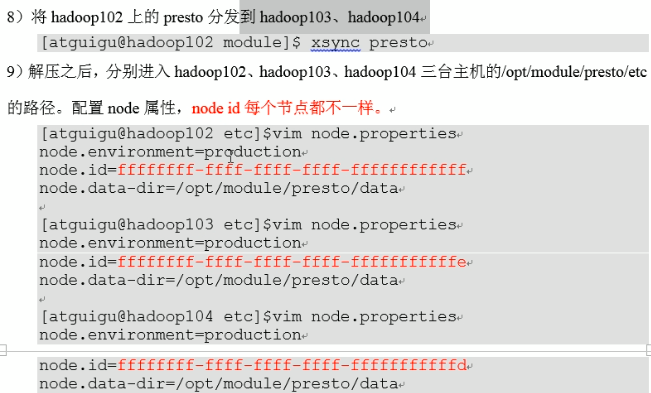 8）将 hadoop102 上的 presto 分发到 hadoop103、hadoop104
[atguigu@hadoop102 module]$ xsync presto
9）解压之后，分别进入 hadoop102、hadoop103、hadoop104 三台主机的/opt/module/presto/etc
的路径。配置 node 属性，node id 每个节点都不一样。
[atguigu@hadoop102 etc]$vim node.properties
node.environment=production
node.id=ffffffff-ffff-ffff-ffff-ffffffffffff
node.data-dir=/opt/module/presto/data
[atguigu@hadoop103 etc]$vim node.properties
node.environment=production
node.id=ffffffff-ffff-ffff-ffff-fffffffffffe
node.data-dir=/opt/module/presto/data
[atguigu@hadoop104 etc]$vim node.properties
node.environment=production
node.id=ffffffff-ffff-ffff-ffff-fffffffffffd
node.data-dir=/opt/module/presto/data